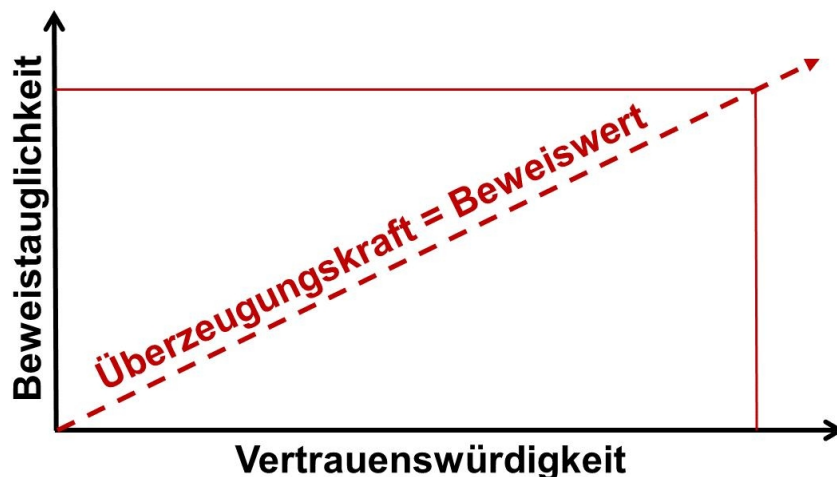 Beweistauglichkeit
Überzeugungskraft = Beweiswert
Vertrauenswürdigkeit